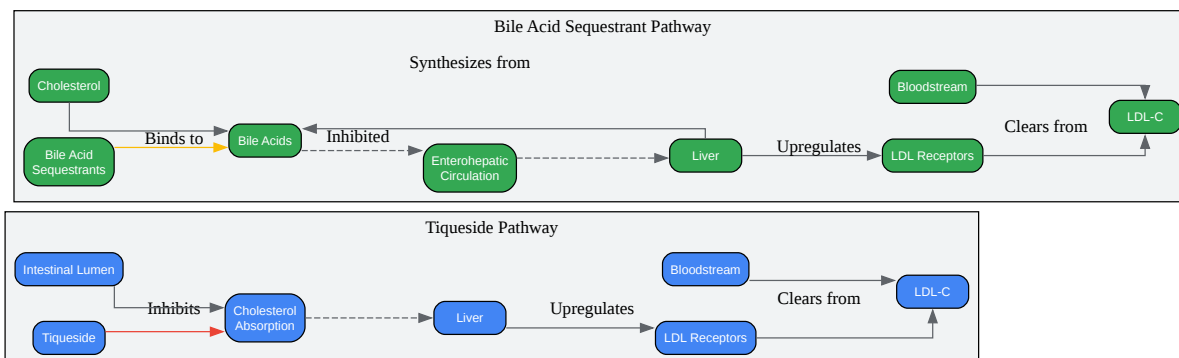 Bile Acid Sequestrant Pathway
Synthesizes from
Cholesterol
Bloodstream
LDL-C
Clears from
Binds to
Bile Acids
Inhibited
Bile Acid
Sequestrants
Enterohepatic
Circulation
Liver
Upregulates
LDL Receptors
Tiqueside Pathway
Intestinal Lumen
Bloodstream
LDL-C
Clears from
Inhibits
Cholesterol
Absorption
Liver
Upregulates
Tiqueside
LDL Receptors